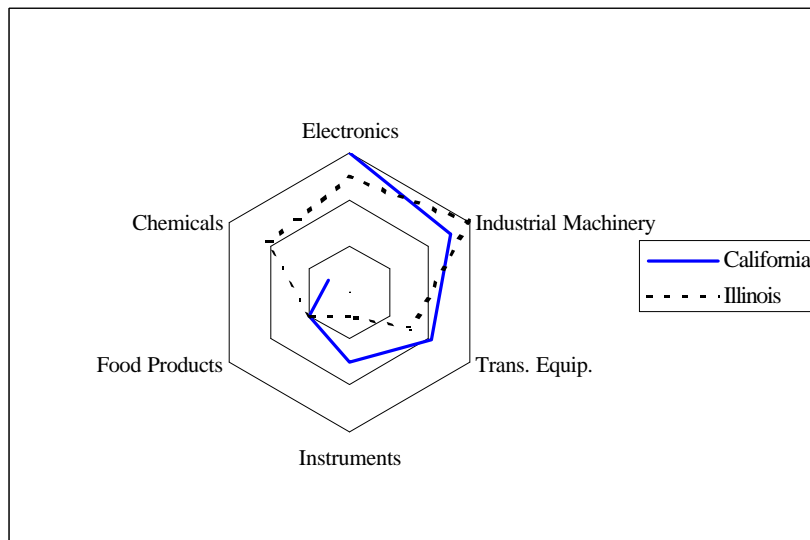 Electronics
Chemicals
Industrial Machinery
California
Illinois
Food Products
Trans. Equip.
Instruments